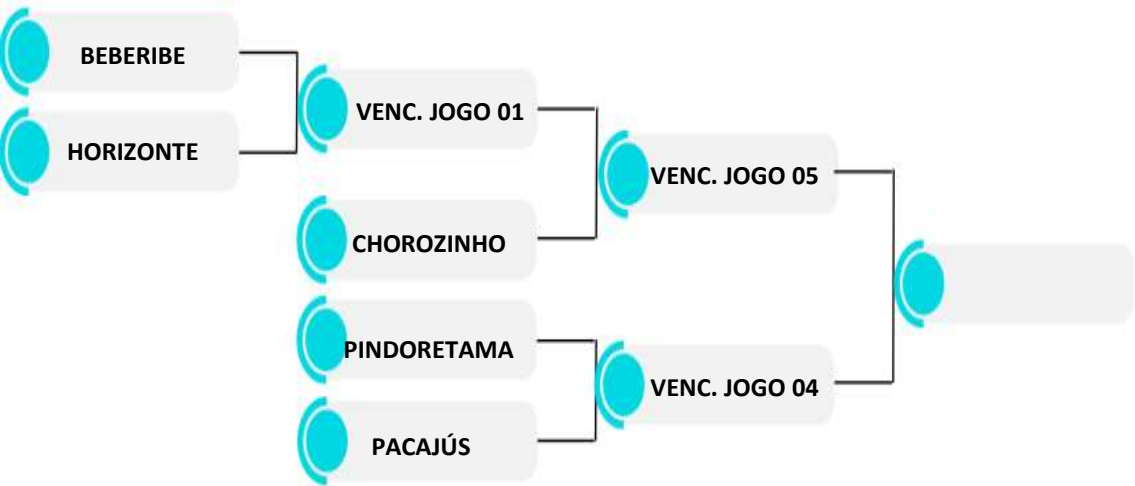 BEBERIBE
HORIZONTE
VENC. JOGO 01
CHOROZINHO
PINDORETAMA
PACAJÚS
VENC. JOGO 05
VENC. JOGO 04